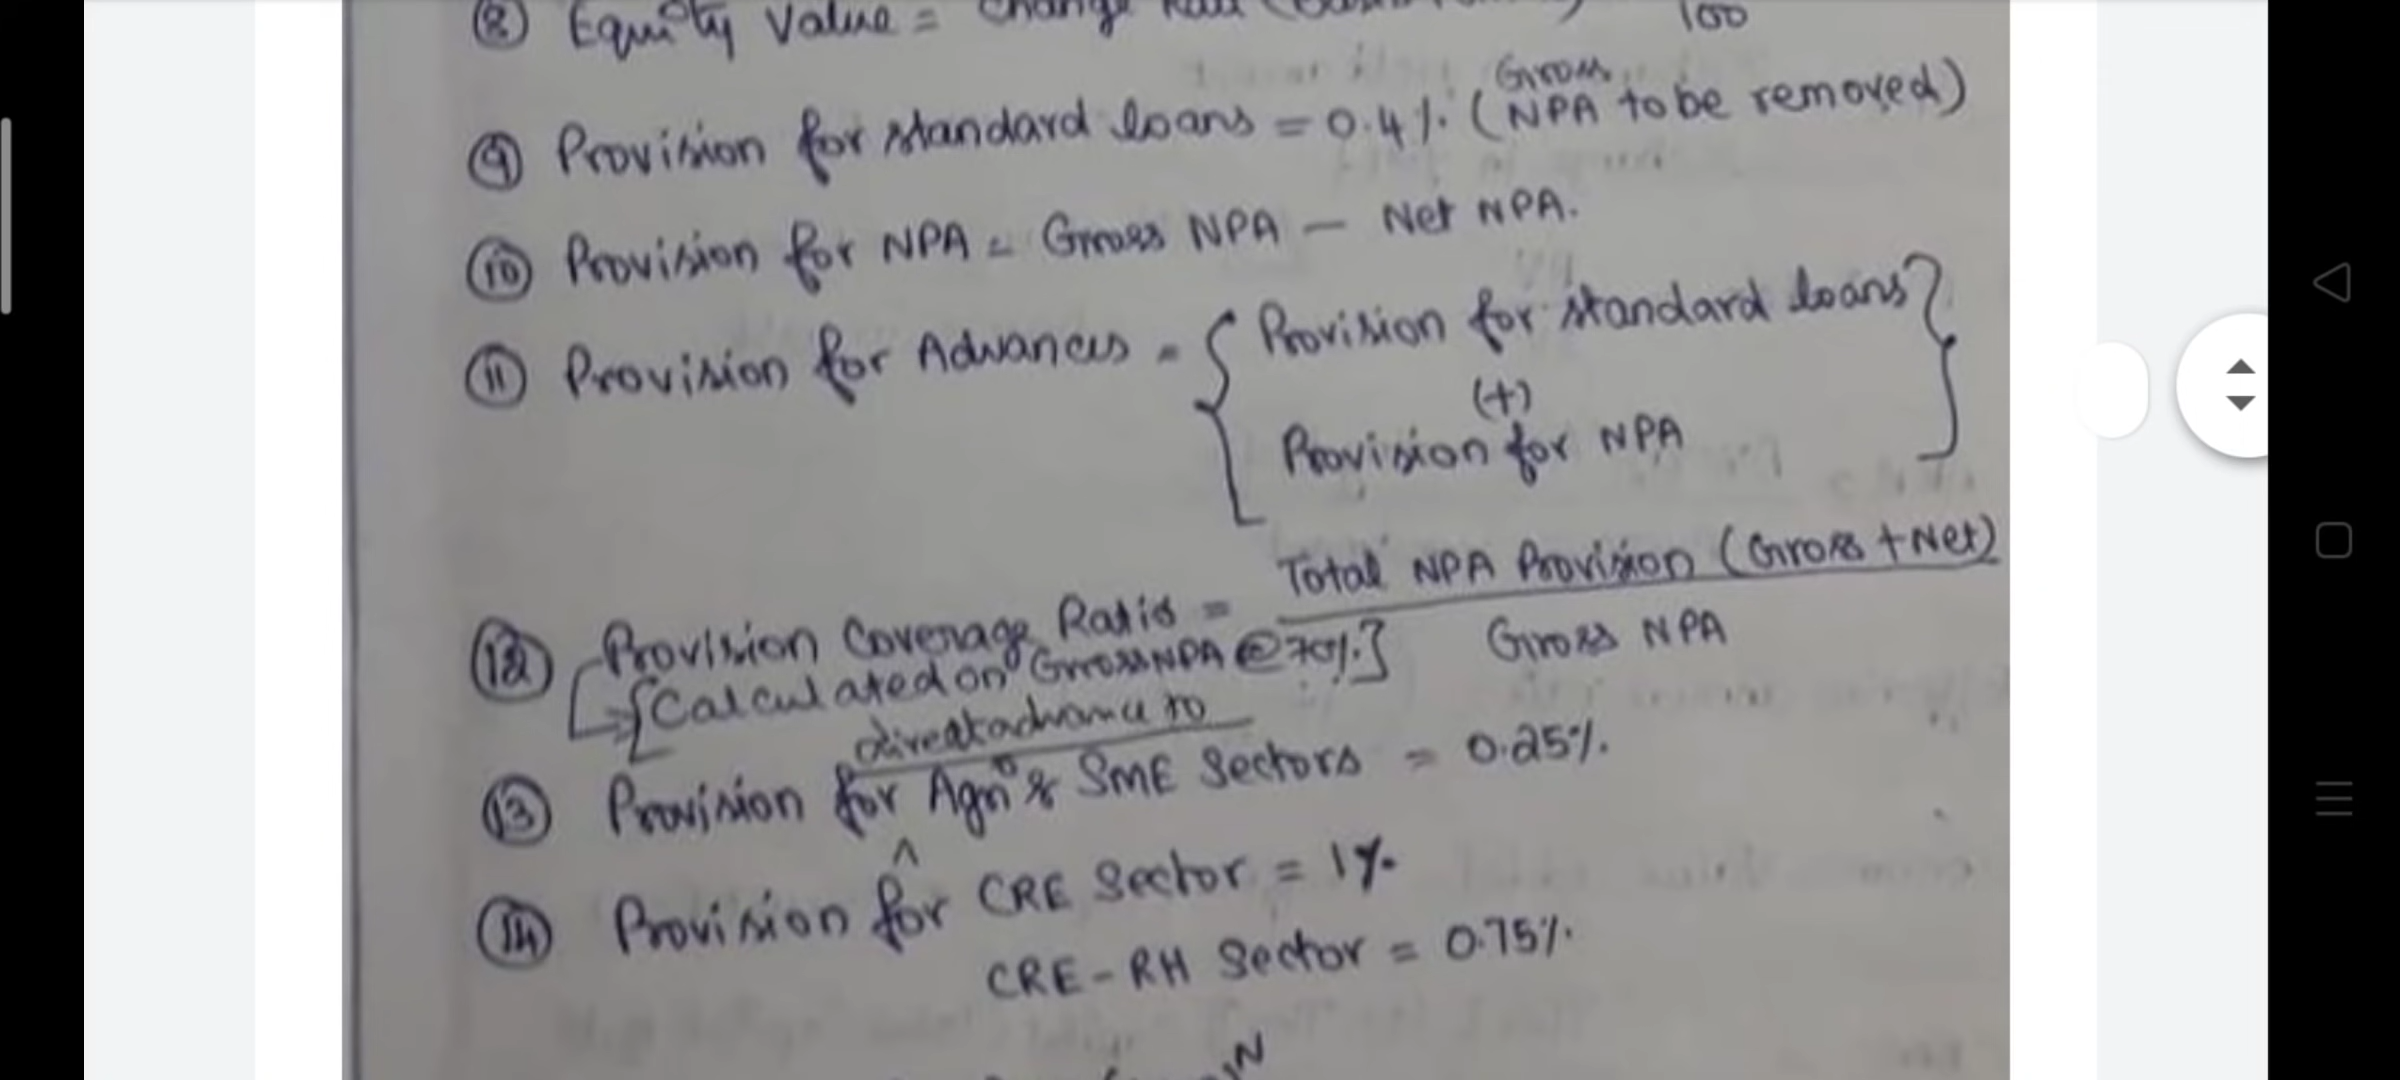 ⑧ Equity Value = Change
100
⑨ Provision for standard loans = 0.4% (Gross NPA to be removed)
⑩ Provision for NPA = Gross NPA – Net NPA.
⑪ Provision for Advances = { Provision for standard loans }
(+)
Provision for NPA
⑫ Provision Coverage Ratio = Total NPA Provision (Gross + Net)
Gross NPA
[→{Calculated on Gross NPA @ 70%}]
direct advance to
⑬ Provision for ^ Agri & SME Sectors = 0.25%.
⑭ Provision for CRE Sector = 1%.
CRE-RH Sector = 0.75%.